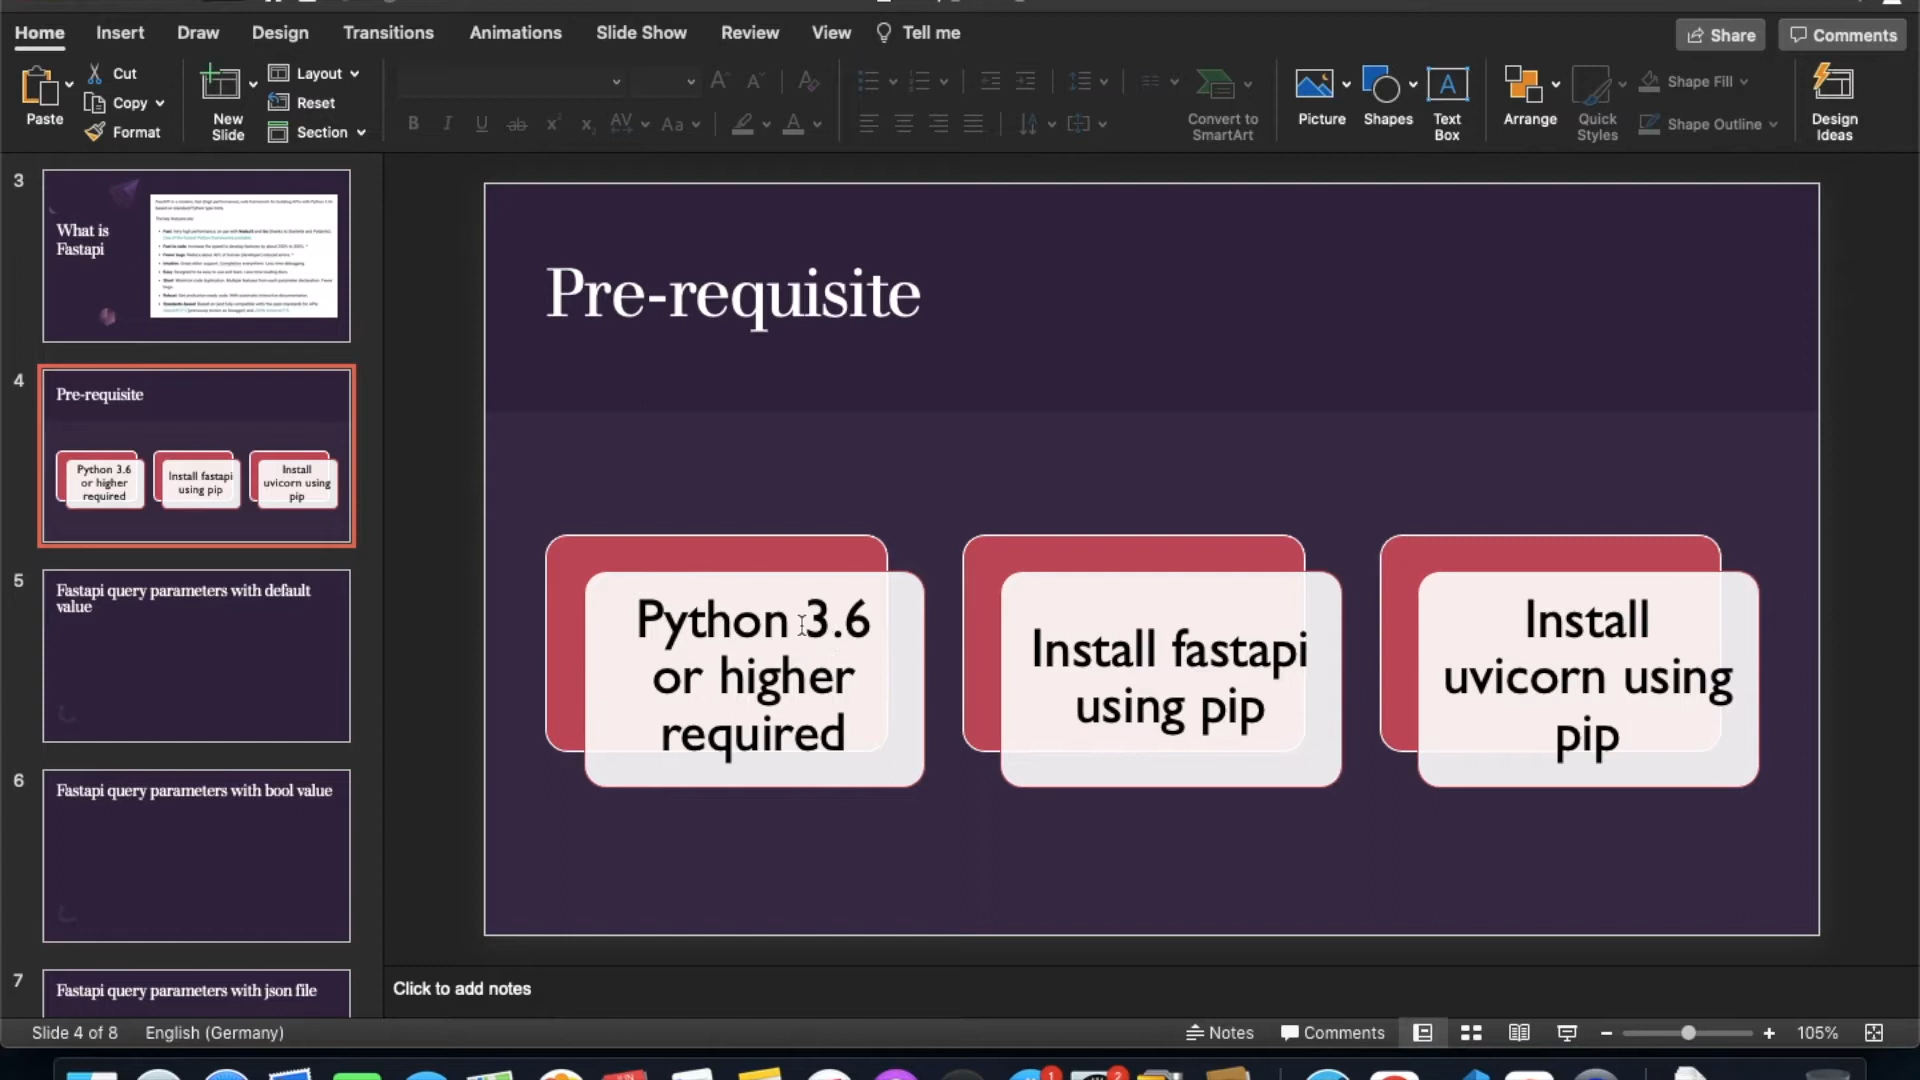 Home Insert Draw Design Transitions Animations Slide Show Review View Tell me Share Comments
Paste Cut Copy Format
New Slide Layout Reset Section
Convert to SmartArt
Picture Shapes Text Box Arrange Quick Styles Shape Fill Shape Outline Design Ideas
3
What is
Fastapi
4
Pre-requisite
Python 3.6
or higher
required
Install fastapi
using pip
Install
uvicorn using
pip
5
Fastapi query parameters with default
value
6
Fastapi query parameters with bool value
7
Fastapi query parameters with json file
Pre-requisite
Python 3.6
or higher
required
Install fastapi
using pip
Install
uvicorn using
pip
Click to add notes
Slide 4 of 8 English (Germany) Notes Comments 105%
1 2